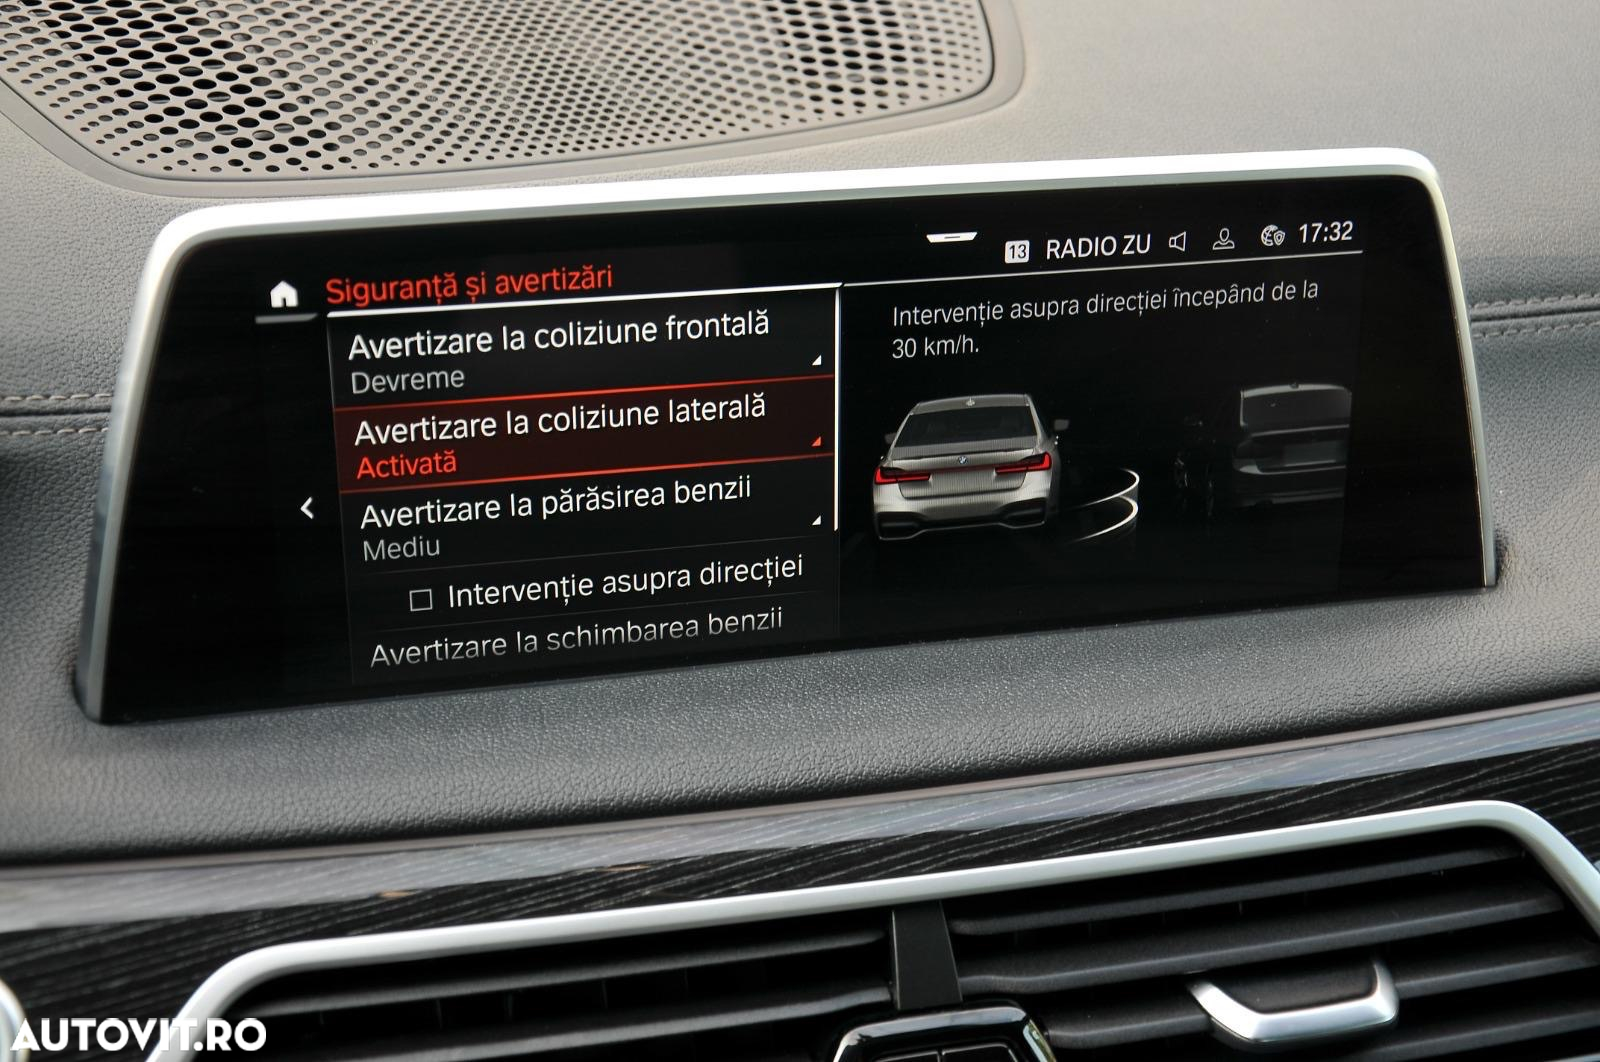 13 RADIO ZU 17:32
Siguranță și avertizări
Avertizare la coliziune frontală
Devreme
Avertizare la coliziune laterală
Activată
Avertizare la părăsirea benzii
Mediu
Intervenție asupra direcției
Avertizare la schimbarea benzii
Intervenție asupra direcției începând de la
30 km/h.
AUTOVIT.RO